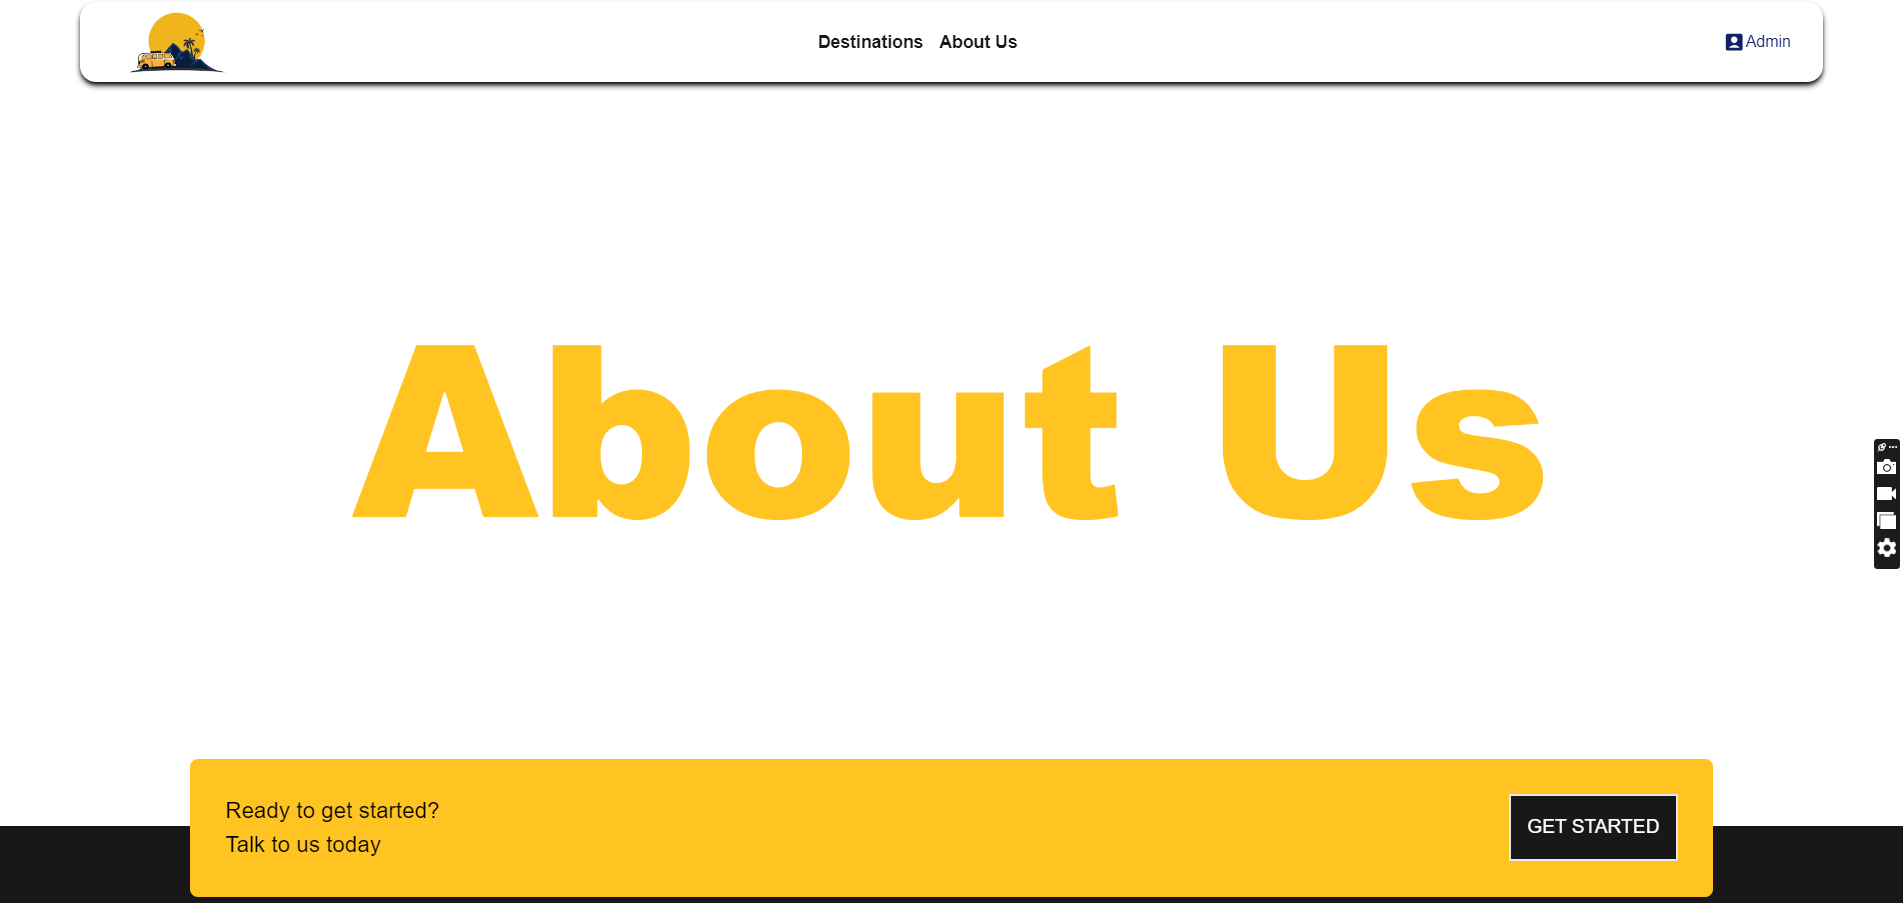 Destinations About Us
Admin
About Us
Ready to get started?
Talk to us today
GET STARTED